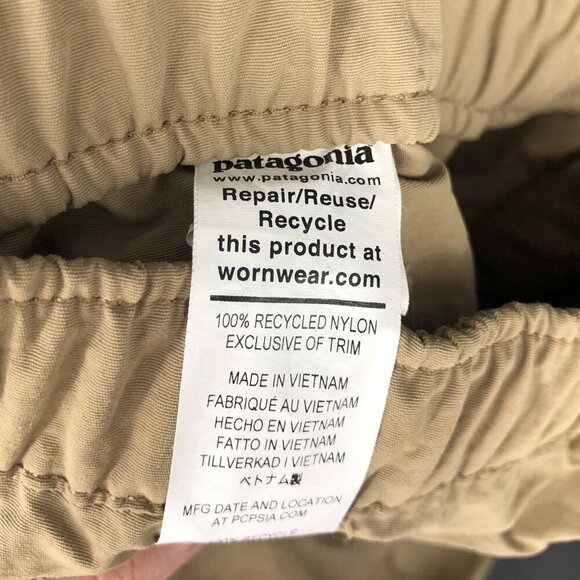 patagonia
www.patagonia.com
Repair/Reuse/
Recycle
this product at
wornwear.com
100% RECYCLED NYLON
EXCLUSIVE OF TRIM
MADE IN VIETNAM
FABRIQUÉ AU VIETNAM
HECHO EN VIETNAM
FATTO IN VIETNAM
TILLVERKAD I VIETNAM
ベトナム製
MFG DATE AND LOCATION
AT PCPSIA.COM
100% RECYCLE